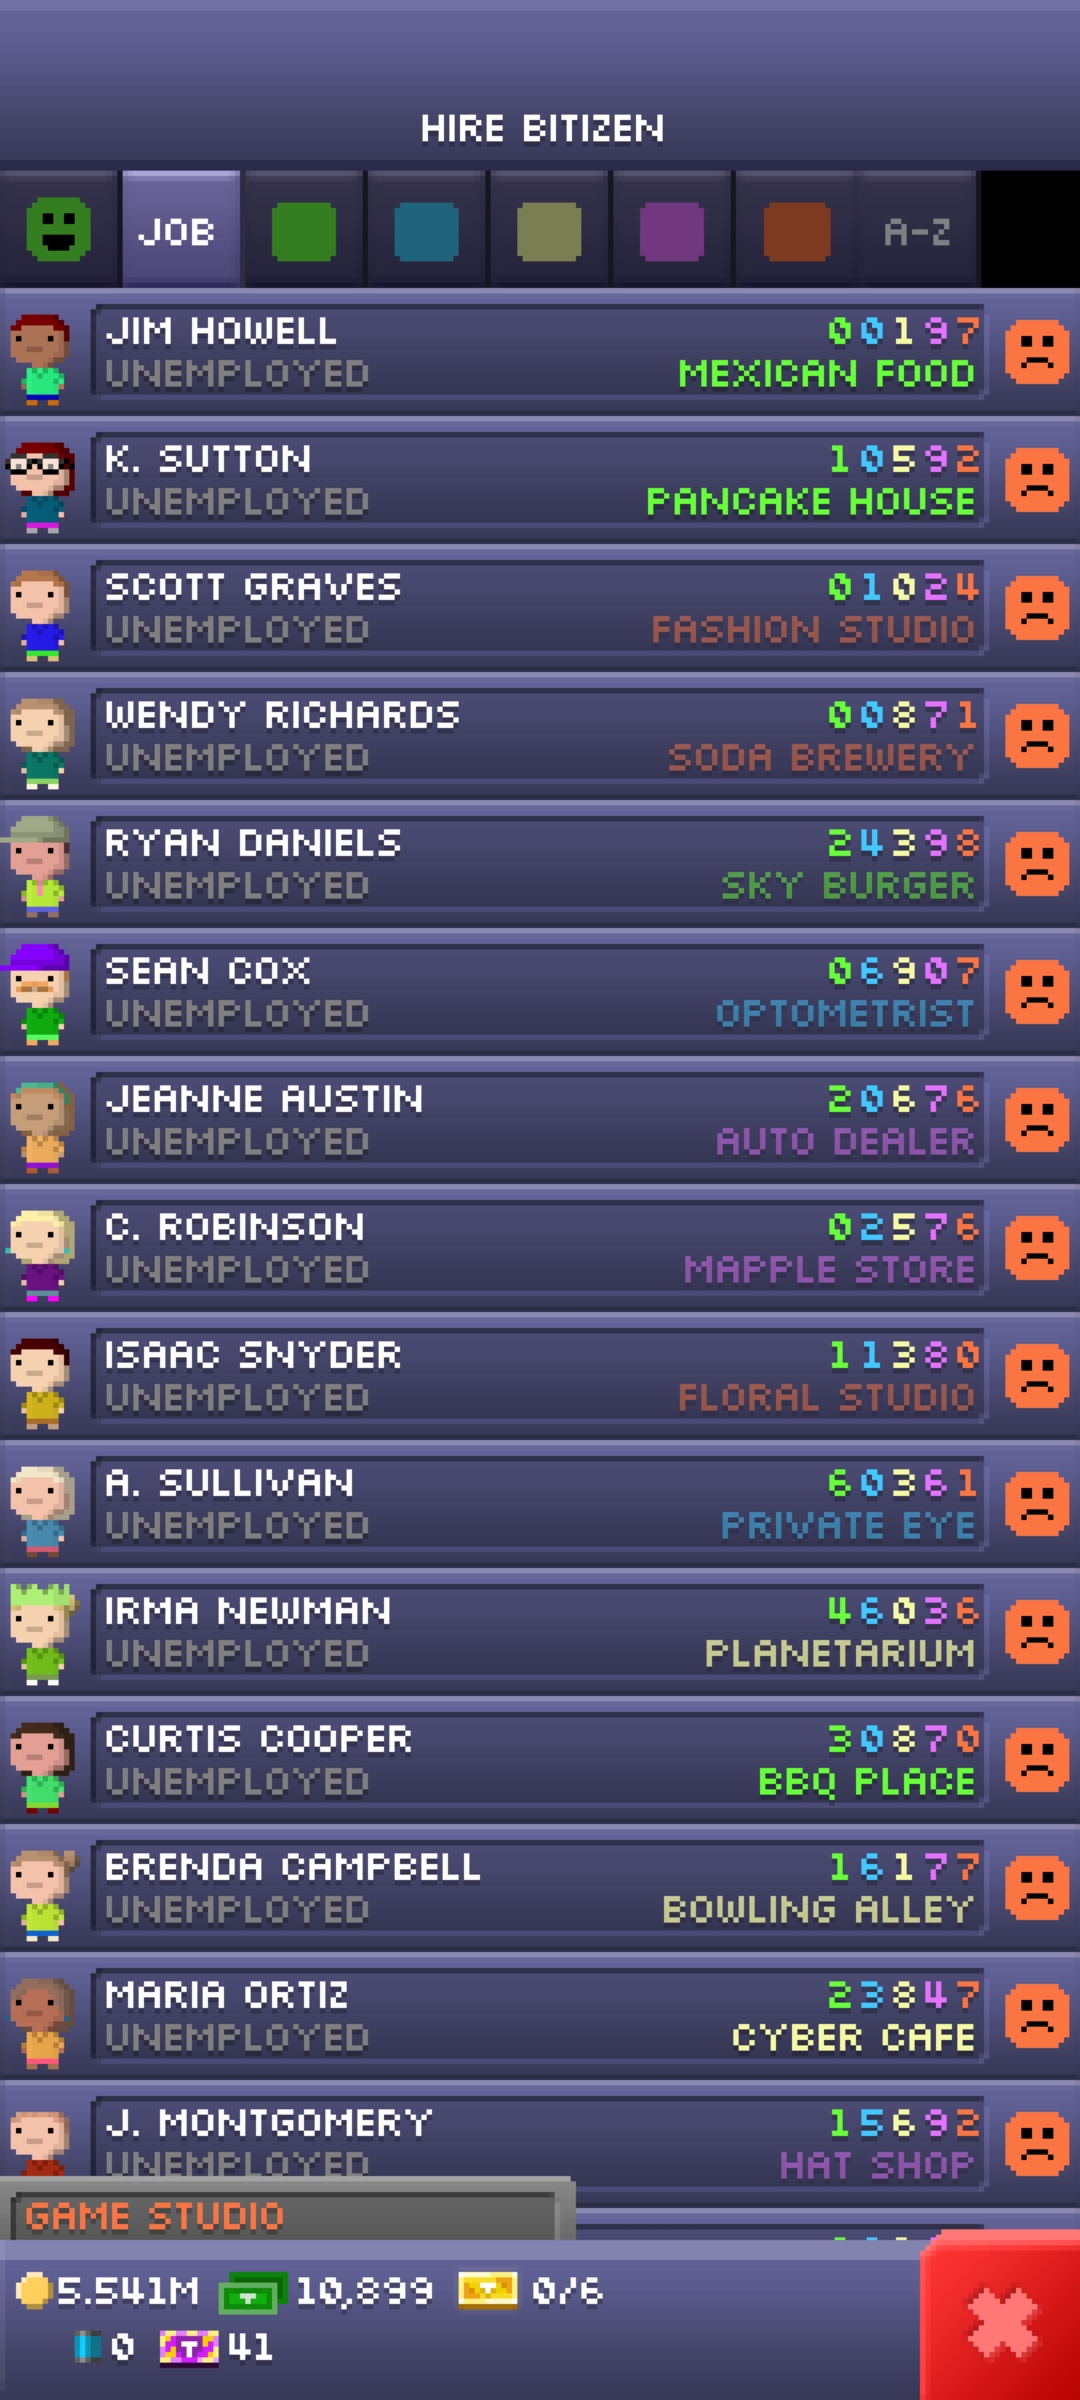 HIRE BITIZEN
JOB A-Z
JIM HOWELL 00197
UNEMPLOYED MEXICAN FOOD
K. SUTTON 10592
UNEMPLOYED PANCAKE HOUSE
SCOTT GRAVES 01024
UNEMPLOYED FASHION STUDIO
WENDY RICHARDS 00871
UNEMPLOYED SODA BREWERY
RYAN DANIELS 24398
UNEMPLOYED SKY BURGER
SEAN COX 06907
UNEMPLOYED OPTOMETRIST
JEANNE AUSTIN 20676
UNEMPLOYED AUTO DEALER
C. ROBINSON 02576
UNEMPLOYED MAPPLE STORE
ISAAC SNYDER 11380
UNEMPLOYED FLORAL STUDIO
A. SULLIVAN 60361
UNEMPLOYED PRIVATE EYE
IRMA NEWMAN 46036
UNEMPLOYED PLANETARIUM
CURTIS COOPER 30870
UNEMPLOYED BBQ PLACE
BRENDA CAMPBELL 16177
UNEMPLOYED BOWLING ALLEY
MARIA ORTIZ 23847
UNEMPLOYED CYBER CAFE
J. MONTGOMERY 15692
UNEMPLOYED HAT SHOP
GAME STUDIO
5.541M 10,899 0/6
0 41